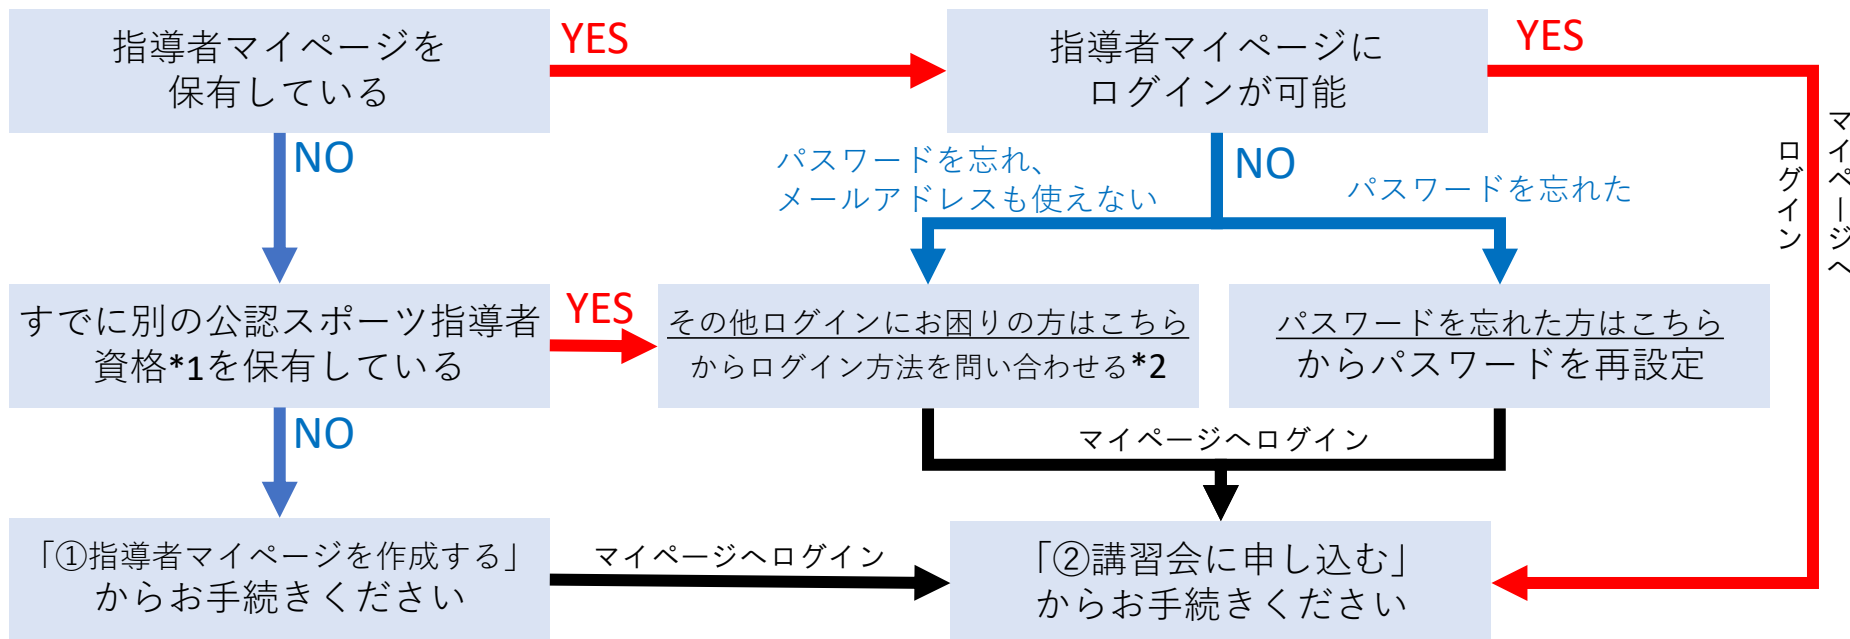 指導者マイページを
保有している
YES
指導者マイページに
ログインが可能
YES
マイページへ
ログイン
NO
パスワードを忘れ、
メールアドレスも使えない
NO
パスワードを忘れた
すでに別の公認スポーツ指導者
資格*1を保有している
YES
その他ログインにお困りの方はこちら
からログイン方法を問い合わせる*2
パスワードを忘れた方はこちら
からパスワードを再設定
NO
マイページへログイン
「①指導者マイページを作成する」
からお手続きください
マイページへログイン
「②講習会に申し込む」
からお手続きください